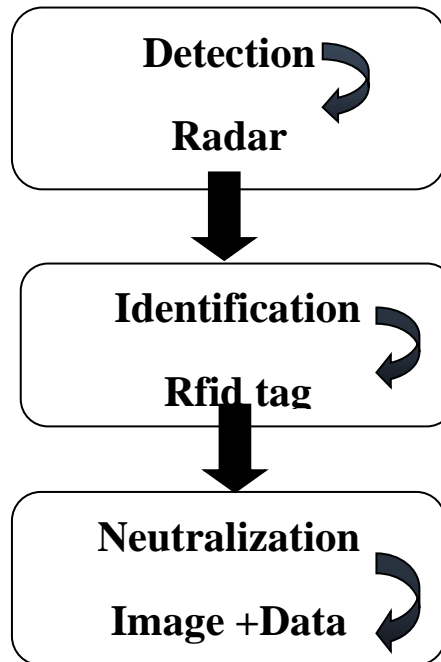 Detection
Radar
Identification
Rfid tag
Neutralization
Image +Data